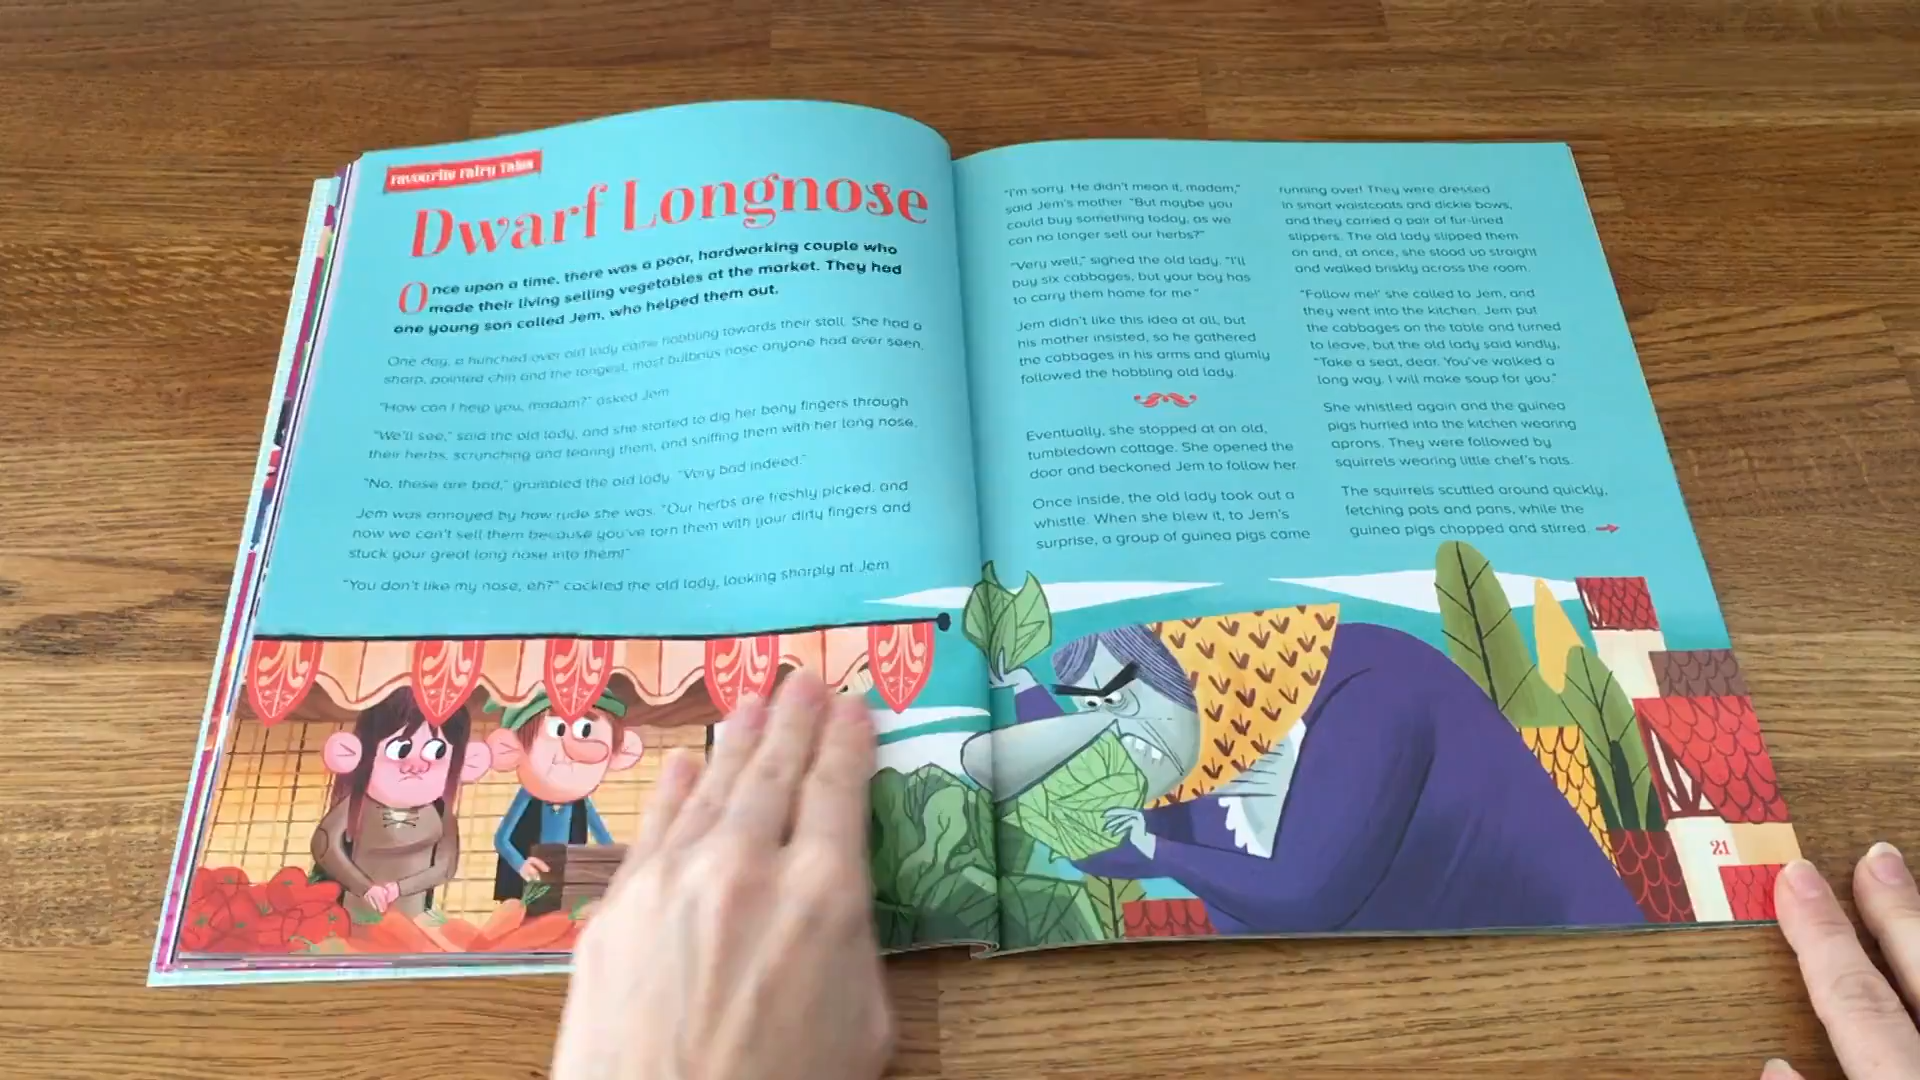 Favourite Fairy Tales
Dwarf Longnose
Once upon a time, there was a poor, hardworking couple who
made their living selling vegetables at the market. They had
one young son called Jem, who helped them out.
One day, a hunched over old lady came hobbling towards their stall. She had a
sharp, pointed chin and the longest, most bulbous nose anyone had ever seen.
"How can I help you, madam?" asked Jem.
"We'll see," said the old lady, and she started to dig her bony fingers through
their herbs, scrunching and tearing them, and sniffing them with her long nose.
"No, these are bad," grumbled the old lady. "Very bad indeed."
Jem was annoyed by how rude she was. "Our herbs are freshly picked, and
now we can't sell them because you've torn them with your dirty fingers and
stuck your great long nose into them!"
"You don't like my nose, eh?" cackled the old lady, looking sharply at Jem.
"I'm sorry. He didn't mean it, madam,"
said Jem's mother. "But maybe you
could buy something today, as we
can no longer sell our herbs?"
"Very well," sighed the old lady. "I'll
buy six cabbages, but your boy has
to carry them home for me."
Jem didn't like this idea at all, but
his mother insisted, so he gathered
the cabbages in his arms and glumly
followed the hobbling old lady.
Eventually, she stopped at an old,
tumbledown cottage. She opened the
door and beckoned Jem to follow her.
Once inside, the old lady took out a
whistle. When she blew it, to Jem's
surprise, a group of guinea pigs came
running over! They were dressed
in smart waistcoats and dickie bows,
and they carried a pair of fur-lined
slippers. The old lady slipped them
on and, at once, she stood up straight
and walked briskly across the room.
"Follow me!" she called to Jem, and
they went into the kitchen. Jem put
the cabbages on the table and turned
to leave, but the old lady said kindly,
"Take a seat, dear. You've walked a
long way. I will make soup for you."
She whistled again and the guinea
pigs hurried into the kitchen wearing
aprons. They were followed by
squirrels wearing little chef's hats.
The squirrels scuttled around quickly,
fetching pots and pans, while the
guinea pigs chopped and stirred.
21